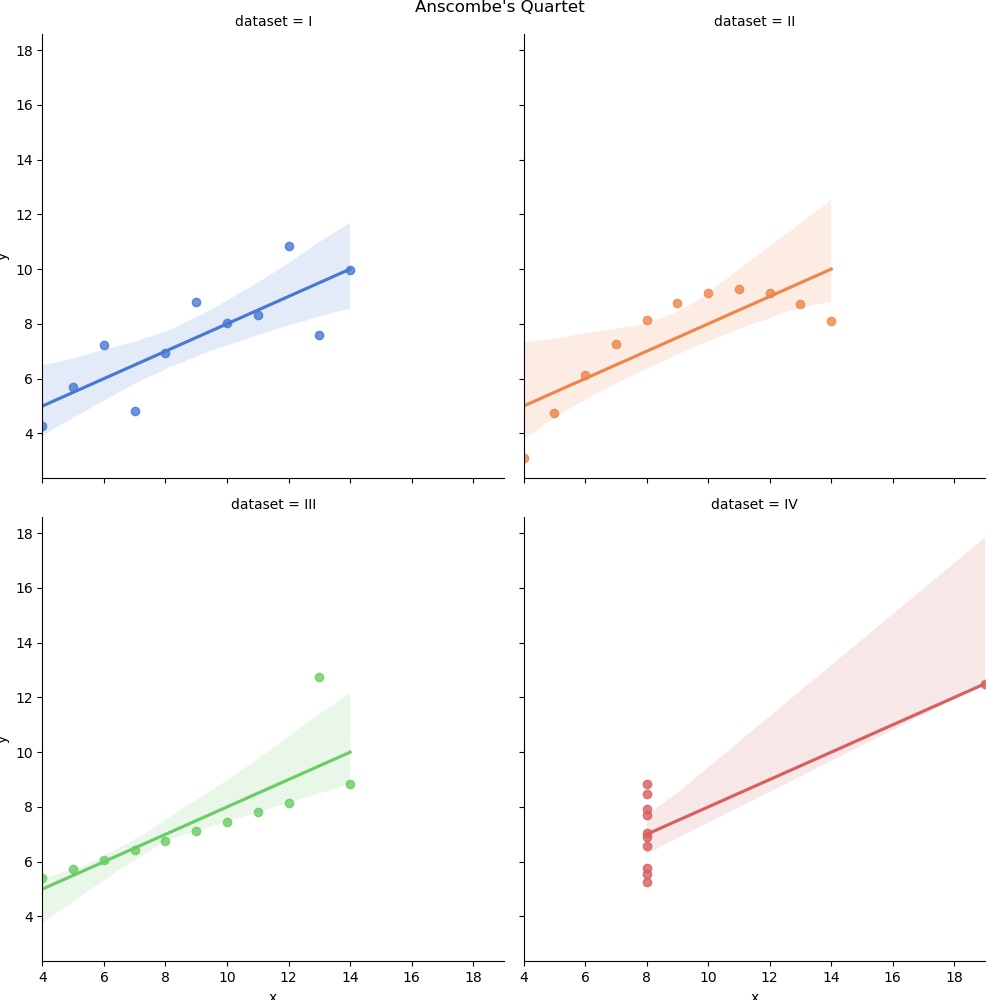 Anscombe's Quartet
dataset = I
dataset = II
18
16
14
12
10
8
6
4
y
dataset = III
dataset = IV
18
16
14
12
10
8
6
4
y
4 6 8 10 12 14 16 18
4 6 8 10 12 14 16 18
x
x